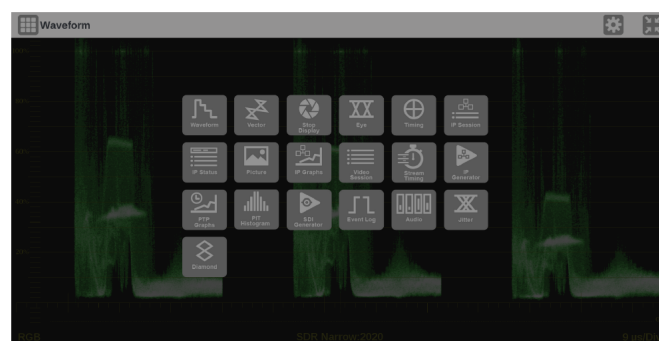 Waveform
Waveform
Vector
Stop
Display
Eye
Timing
IP Session
IP Status
Picture
IP Graphs
Video
Session
Stream
Timing
IP
Generator
PTP
Graphs
PIT
Histogram
SDI
Generator
Event Log
Audio
Jitter
Diamond
RGB
SDR Narrow:2020